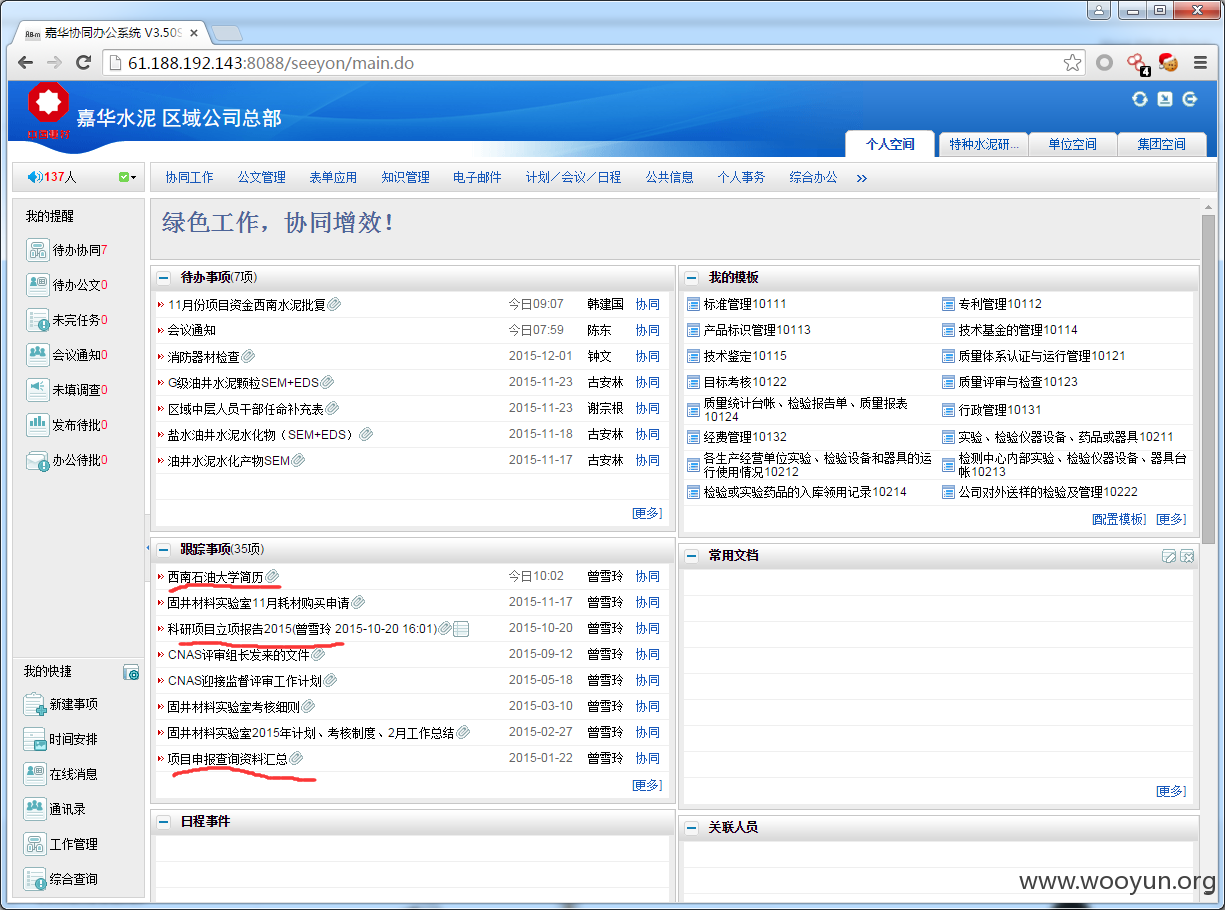 嘉华协同办公系统 V3.50S
61.188.192.143:8088/seeyon/main.do
4
嘉华水泥 区域公司总部
个人空间 特种水泥研... 单位空间 集团空间
137人
协同工作 公文管理 表单应用 知识管理 电子邮件 计划／会议／日程 公共信息 个人事务 综合办公 »
我的提醒
待办协同7
待办公文0
未完任务0
会议通知0
未填调查0
发布待批0
办公待批0
我的快捷
新建事项
时间安排
在线消息
通讯录
工作管理
综合查询
绿色工作，协同增效！
待办事项(7项)
11月份项目资金西南水泥批复 今日09:07 韩建国 协同
会议通知 今日07:59 陈东 协同
消防器材检查 2015-12-01 钟文 协同
G级油井水泥颗粒SEM+EDS 2015-11-23 古安林 协同
区域中层人员干部任命补充表 2015-11-23 谢宗根 协同
盐水油井水泥水化物（SEM+EDS） 2015-11-18 古安林 协同
油井水泥水化产物SEM 2015-11-17 古安林 协同
[更多]
我的模板
标准管理10111 专利管理10112
产品标识管理10113 技术基金的管理10114
技术鉴定10115 质量体系认证与运行管理10121
目标考核10122 质量评审与检查10123
质量统计台帐、检验报告单、质量报表
10124
行政管理10131
经费管理10132 实验、检验仪器设备、药品或器具10211
各生产经营单位实验、检验设备和器具的运
行使用情况10212
检测中心内部实验、检验仪器设备、器具台
帐10213
检验或实验药品的入库领用记录10214 公司对外送样的检验及管理10222
[配置模板] [更多]
跟踪事项(35项)
西南石油大学简历 今日10:02 曾雪玲 协同
固井材料实验室11月耗材购买申请 2015-11-17 曾雪玲 协同
科研项目立项报告2015(曾雪玲 2015-10-20 16:01) 2015-10-20 曾雪玲 协同
CNAS评审组长发来的文件 2015-09-12 曾雪玲 协同
CNAS迎接监督评审工作计划 2015-05-18 曾雪玲 协同
固井材料实验室考核细则 2015-03-10 曾雪玲 协同
固井材料实验室2015年计划、考核制度、2月工作总结 2015-02-27 曾雪玲 协同
项目申报查询资料汇总 2015-01-22 曾雪玲 协同
[更多]
常用文档
[更多]
日程事件
关联人员
www.wooyun.org